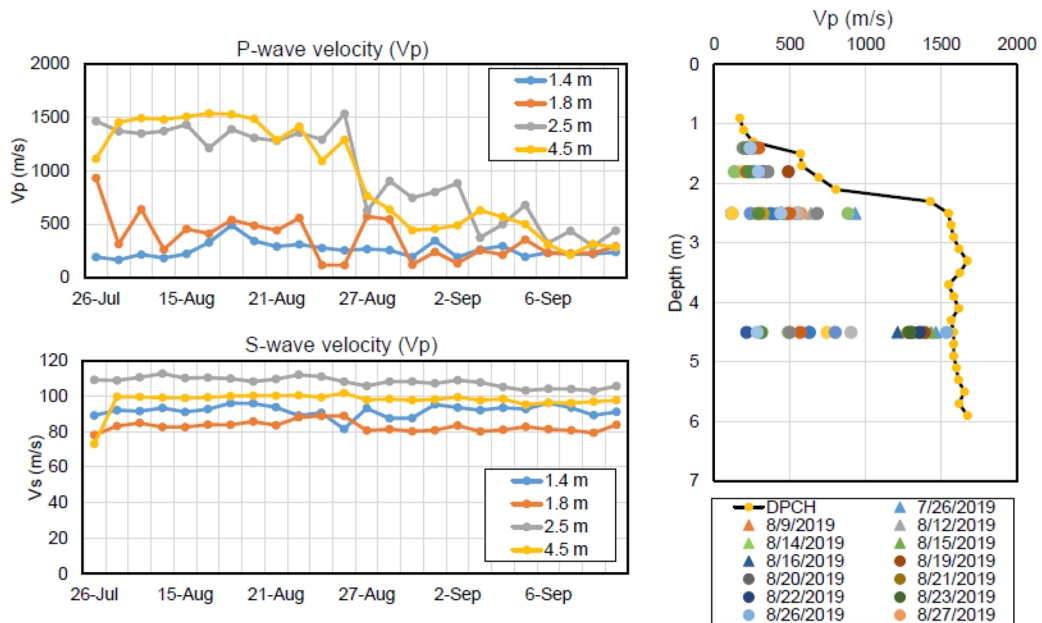 P-wave velocity (Vp)
2000
1500
1000
500
0
Vp (m/s)
1.4 m
1.8 m
2.5 m
4.5 m
26-Jul 15-Aug 21-Aug 27-Aug 2-Sep 6-Sep
S-wave velocity (Vp)
120
100
80
60
40
20
0
Vs (m/s)
1.4 m
1.8 m
2.5 m
4.5 m
26-Jul 15-Aug 21-Aug 27-Aug 2-Sep 6-Sep
Vp (m/s)
0 500 1000 1500 2000
0
1
2
3
4
5
6
7
Depth (m)
DPCH 7/26/2019
8/9/2019 8/12/2019
8/14/2019 8/15/2019
8/16/2019 8/19/2019
8/20/2019 8/21/2019
8/22/2019 8/23/2019
8/26/2019 8/27/2019